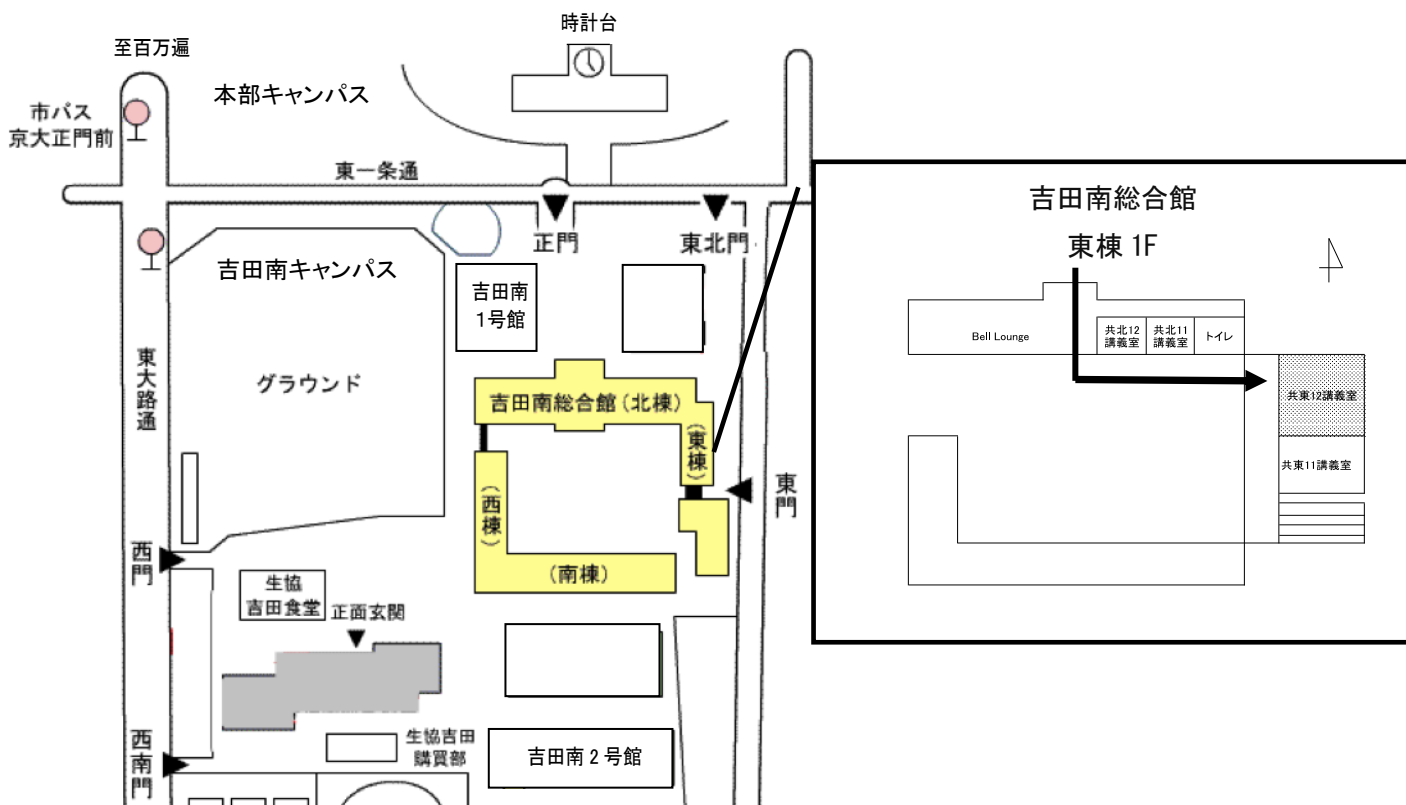 時計台
至百万遍
本部キャンパス
市バス
京大正門前
東一条通
正門
東北門
吉田南キャンパス
吉田南
1号館
東大路通
グラウンド
吉田南総合館(北棟)
(東棟)
(西棟)
東門
(南棟)
西門
生協
吉田食堂
正面玄関
西南門
生協吉田
購買部
吉田南2号館
吉田南総合館
東棟 1F
Bell Lounge
共北12
講義室
共北11
講義室
トイレ
共東12講義室
共東11講義室